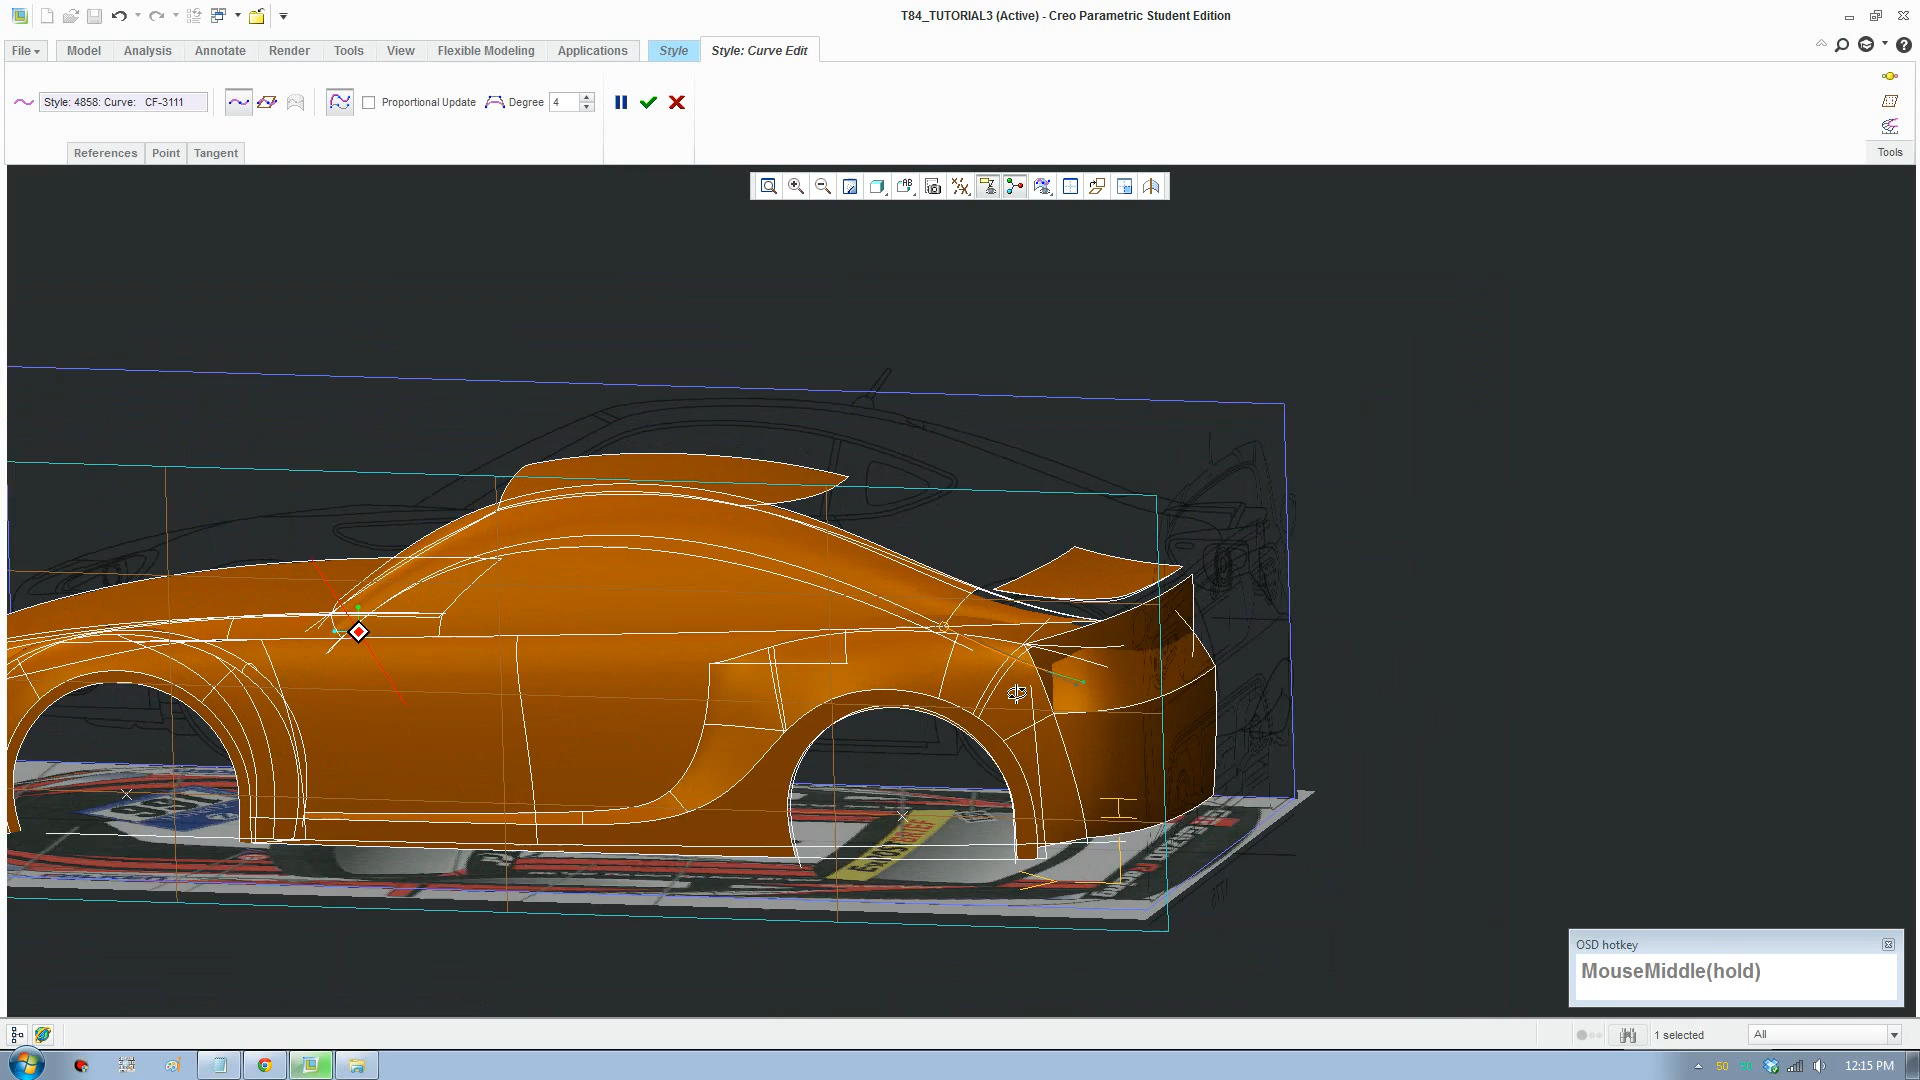 T84_TUTORIAL3 (Active) - Creo Parametric Student Edition
File
Model
Analysis
Annotate
Render
Tools
View
Flexible Modeling
Applications
Style
Style: Curve Edit
Style: 4858: Curve: CF-3111
Proportional Update
Degree
4
References
Point
Tangent
Tools
OSD hotkey
MouseMiddle(hold)
1 selected
All
50
12:15 PM